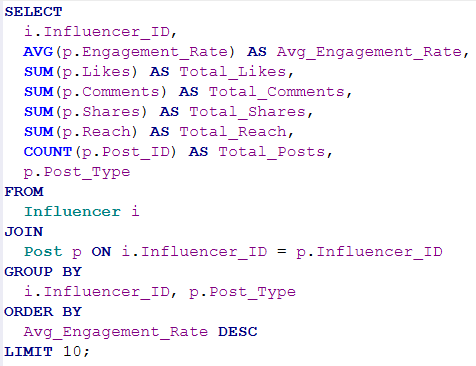 SELECT
i.Influencer_ID,
AVG(p.Engagement_Rate) AS Avg_Engagement_Rate,
SUM(p.Likes) AS Total_Likes,
SUM(p.Comments) AS Total_Comments,
SUM(p.Shares) AS Total_Shares,
SUM(p.Reach) AS Total_Reach,
COUNT(p.Post_ID) AS Total_Posts,
p.Post_Type
FROM
Influencer i
JOIN
Post p ON i.Influencer_ID = p.Influencer_ID
GROUP BY
i.Influencer_ID, p.Post_Type
ORDER BY
Avg_Engagement_Rate DESC
LIMIT 10;